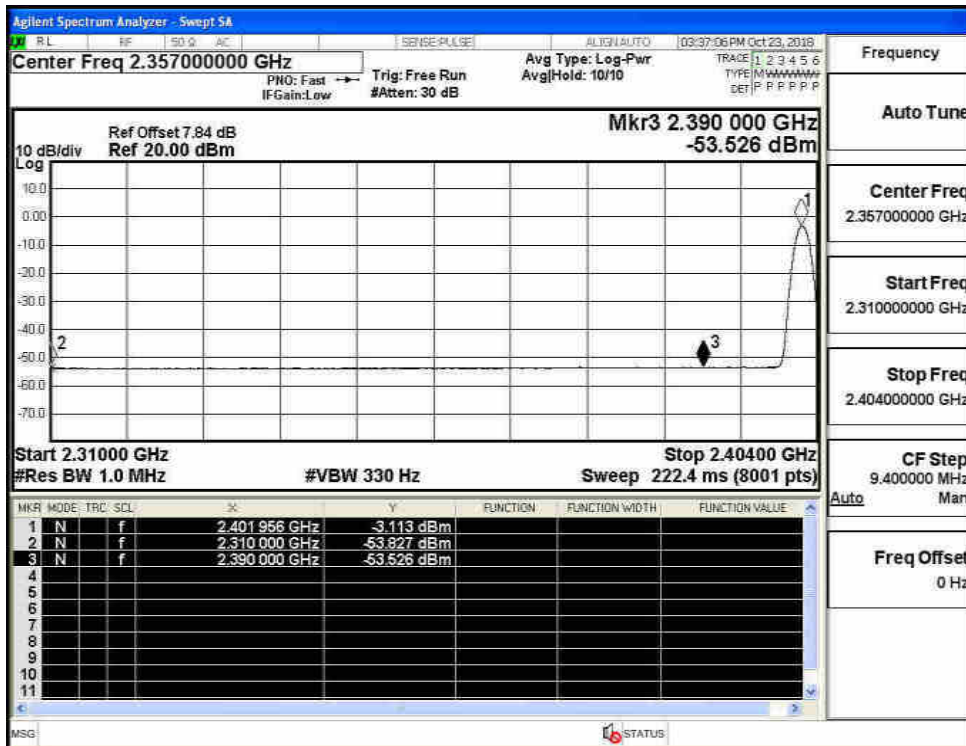 Agilent Spectrum Analyzer - Swept SA
RL RF 50 Ω AC SENSE:PULSE ALIGN AUTO 03:37:06 PM Oct 23, 2018
Center Freq 2.357000000 GHz
PNO: Fast
IFGain:Low
Trig: Free Run
#Atten: 30 dB
Avg Type: Log-Pwr
Avg|Hold: 10/10
TRACE 1 2 3 4 5 6
TYPE M W W W W W
DET P P P P P P
Ref Offset 7.84 dB
10 dB/div Ref 20.00 dBm
Log
Mkr3 2.390 000 GHz
-53.526 dBm
10.0
0.00
-10.0
-20.0
-30.0
-40.0
-50.0
-60.0
-70.0
1
2
3
Start 2.31000 GHz Stop 2.40400 GHz
#Res BW 1.0 MHz #VBW 330 Hz Sweep 222.4 ms (8001 pts)
MKR MODE TRC SCL X Y FUNCTION FUNCTION WIDTH FUNCTION VALUE
1 N f 2.401 956 GHz -3.113 dBm
2 N f 2.310 000 GHz -53.827 dBm
3 N f 2.390 000 GHz -53.526 dBm
4
5
6
7
8
9
10
11
MSG STATUS
Frequency
Auto Tune
Center Freq
2.357000000 GHz
Start Freq
2.310000000 GHz
Stop Freq
2.404000000 GHz
CF Step
9.400000 MHz
Auto Man
Freq Offset
0 Hz